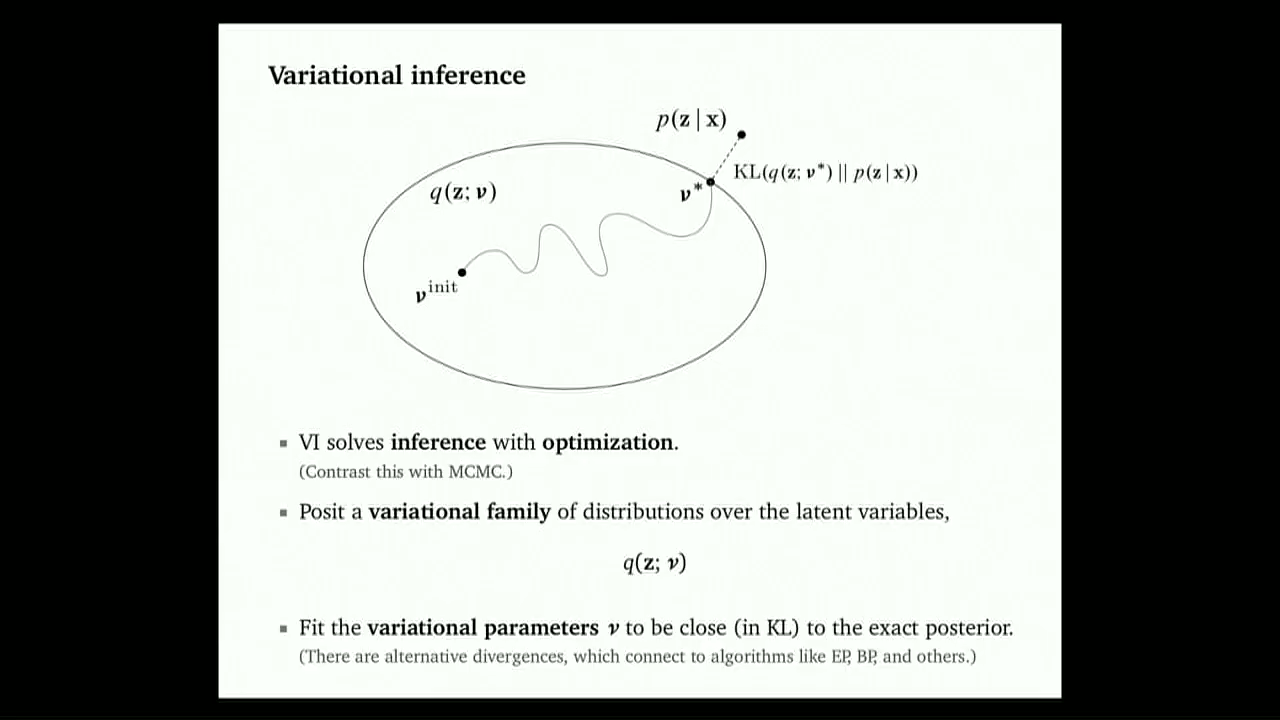 Variational inference
p(z | x)
KL(q(z; ν*) || p(z | x))
q(z; ν)
ν*
ν^init
▪ VI solves inference with optimization.
(Contrast this with MCMC.)
▪ Posit a variational family of distributions over the latent variables,
q(z; ν)
▪ Fit the variational parameters ν to be close (in KL) to the exact posterior.
(There are alternative divergences, which connect to algorithms like EP, BP, and others.)